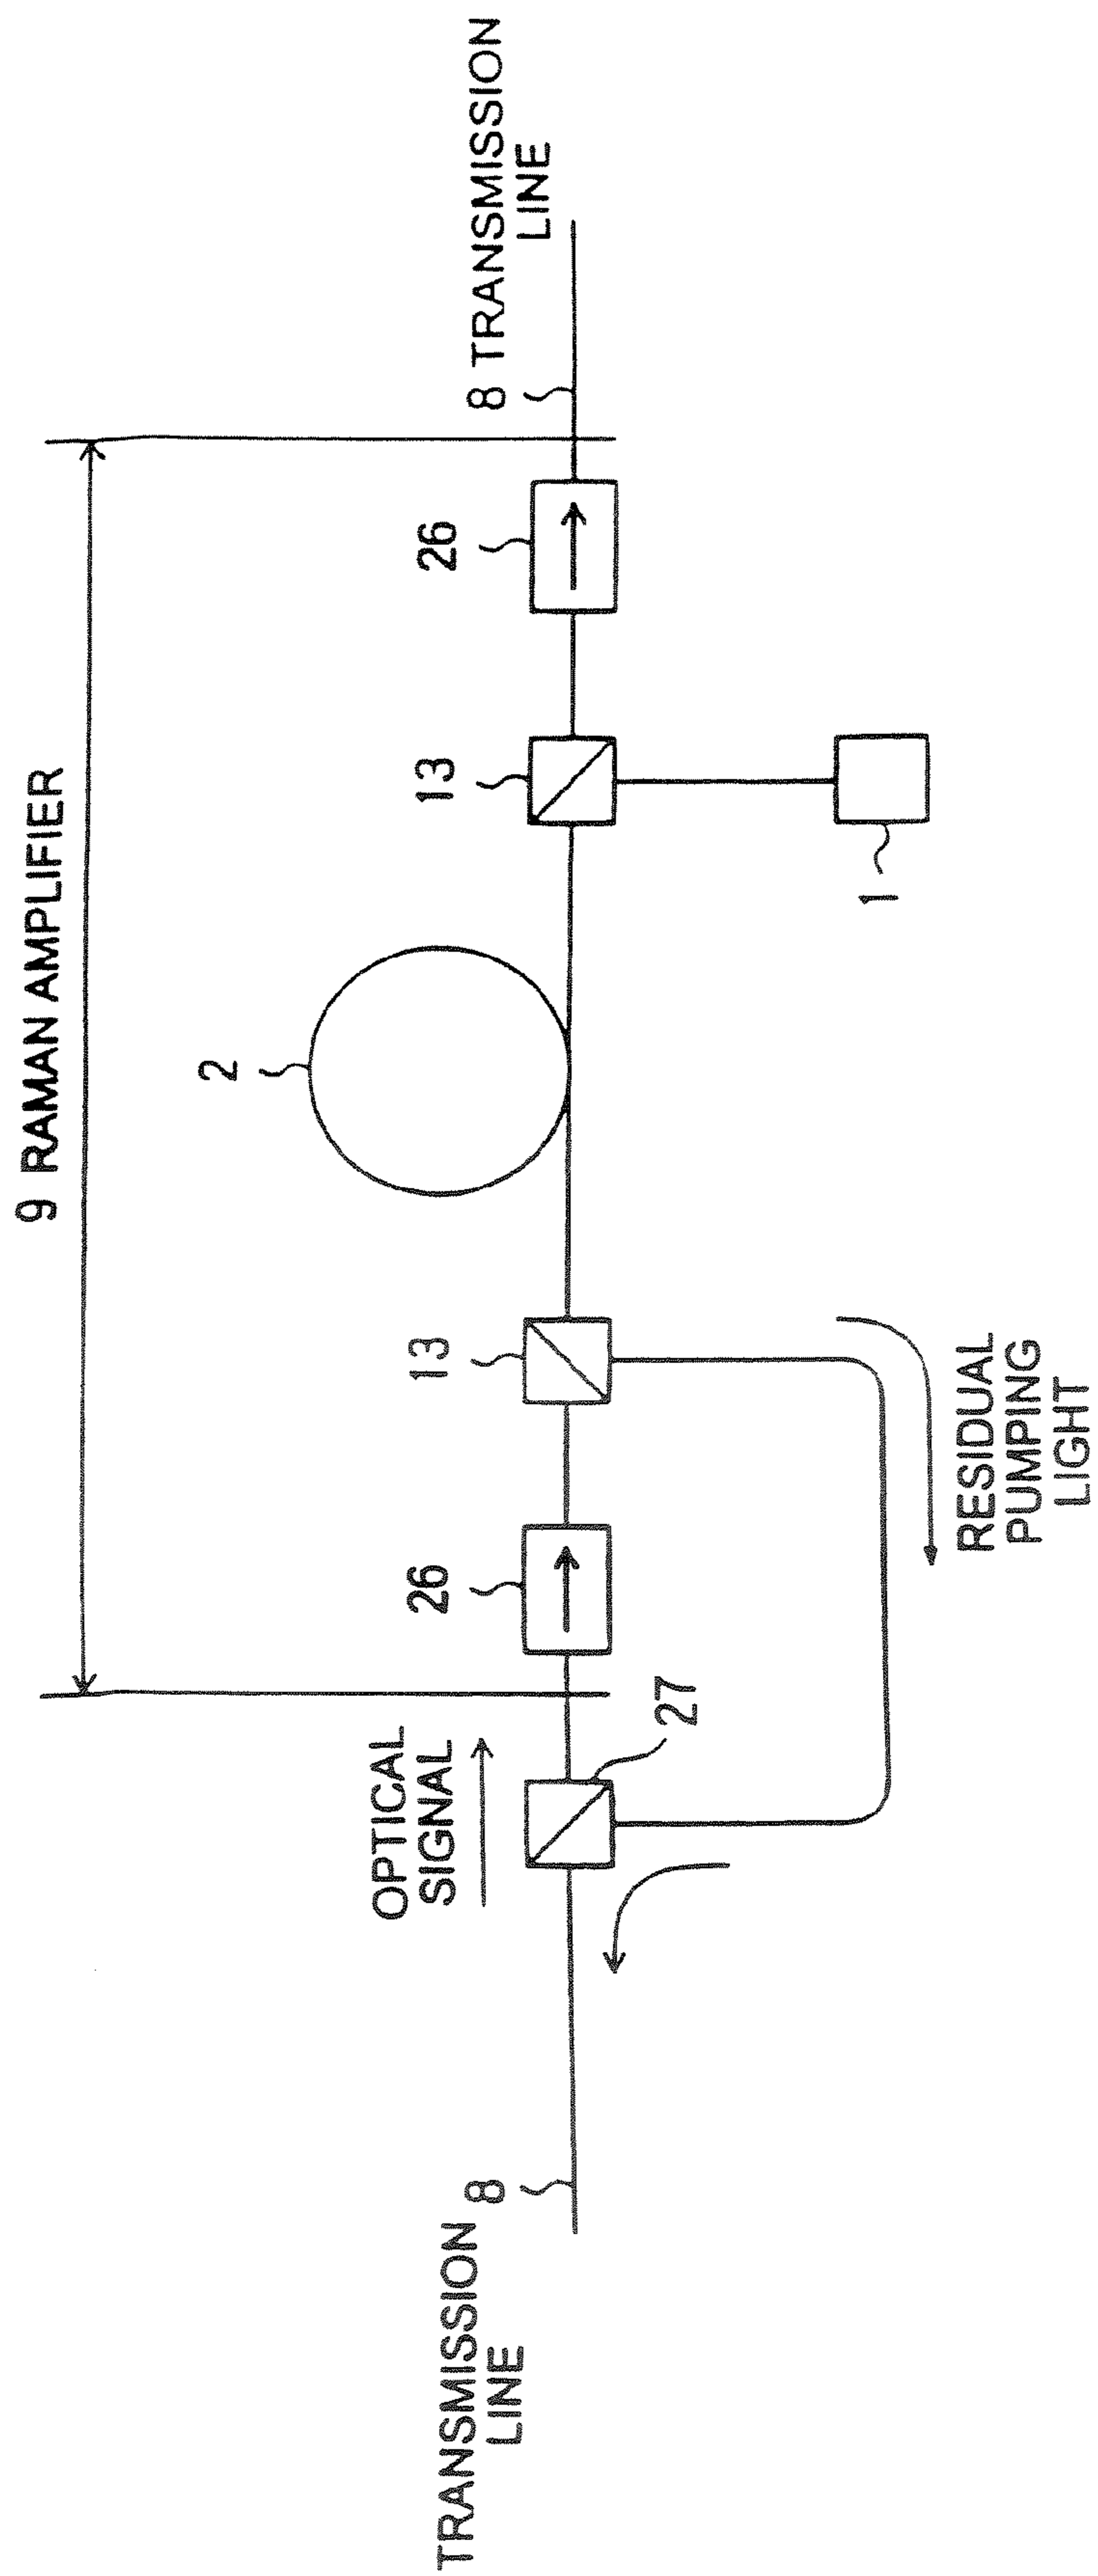 9 RAMAN AMPLIFIER
TRANSMISSION
LINE
8
OPTICAL
SIGNAL
27
26
13
2
13
26
8 TRANSMISSION
LINE
1
RESIDUAL
PUMPING
LIGHT